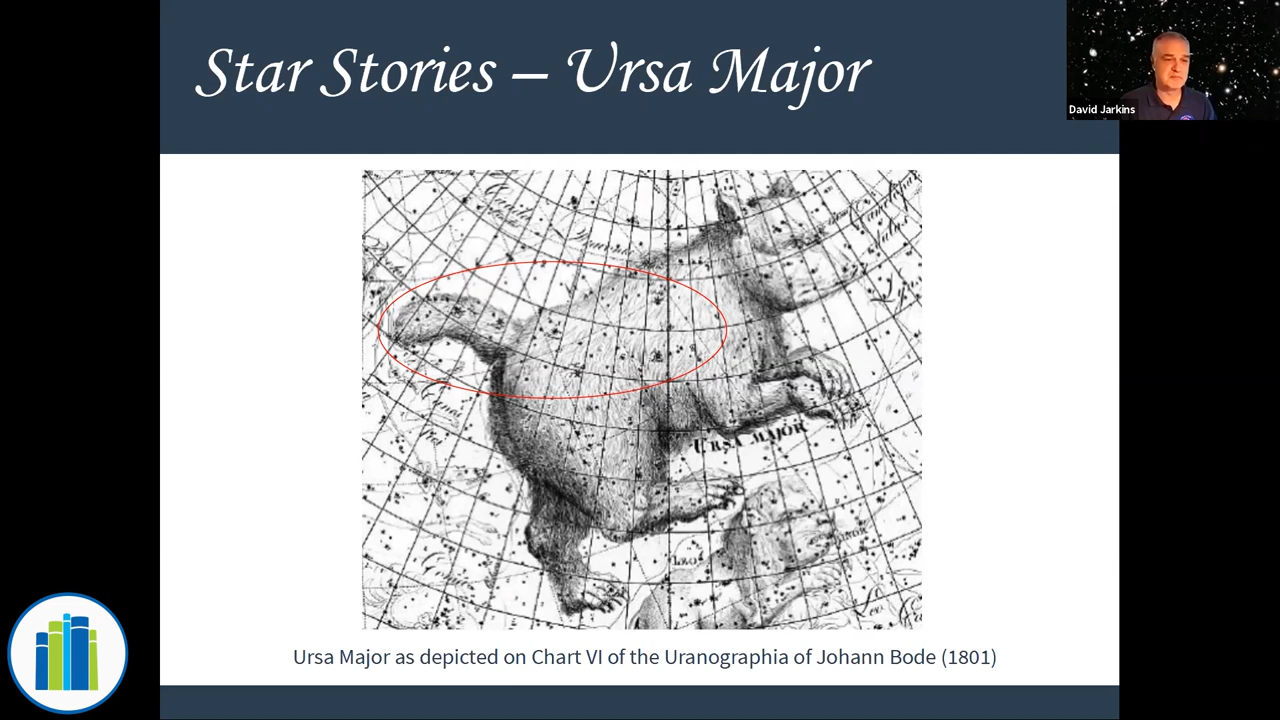 Star Stories – Ursa Major
David Jarkins
URSA MAJOR
Ursa Major as depicted on Chart VI of the Uranographia of Johann Bode (1801)